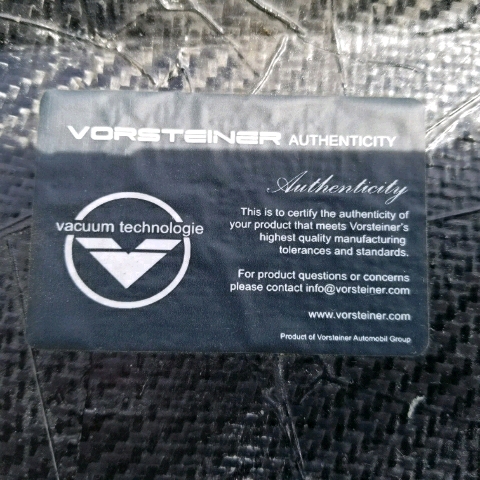 VORSTEINER AUTHENTICITY
Authenticity
vacuum technologie
This is to certify the authenticity of
your product that meets Vorsteiner's
highest quality manufacturing
tolerances and standards.
For product questions or concerns
please contact info@vorsteiner.com
www.vorsteiner.com
Product of Vorsteiner Automobil Group